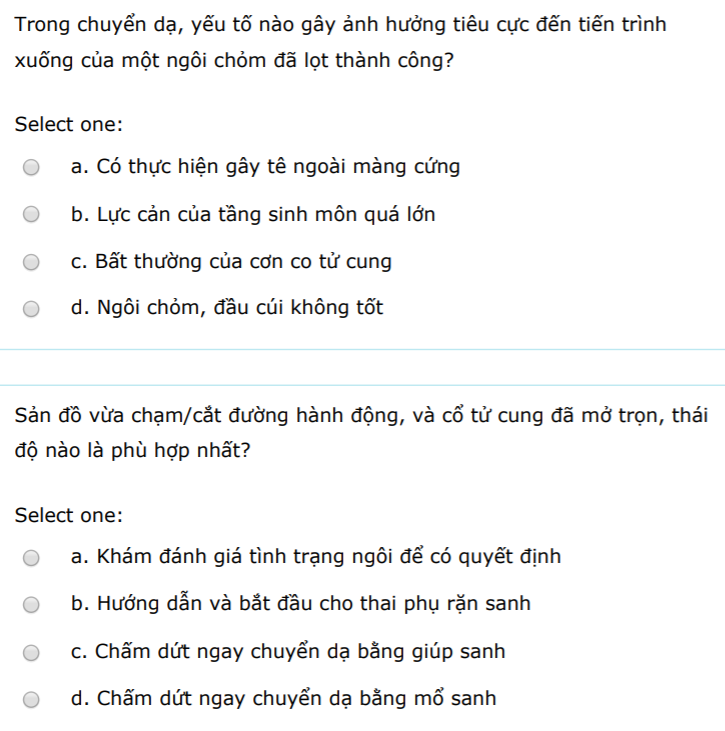 Trong chuyển dạ, yếu tố nào gây ảnh hưởng tiêu cực đến tiến trình
xuống của một ngôi chỏm đã lọt thành công?
Select one:
a. Có thực hiện gây tê ngoài màng cứng
b. Lực cản của tầng sinh môn quá lớn
c. Bất thường của cơn co tử cung
d. Ngôi chỏm, đầu cúi không tốt
Sản đồ vừa chạm/cắt đường hành động, và cổ tử cung đã mở trọn, thái
độ nào là phù hợp nhất?
Select one:
a. Khám đánh giá tình trạng ngôi để có quyết định
b. Hướng dẫn và bắt đầu cho thai phụ rặn sanh
c. Chấm dứt ngay chuyển dạ bằng giúp sanh
d. Chấm dứt ngay chuyển dạ bằng mổ sanh